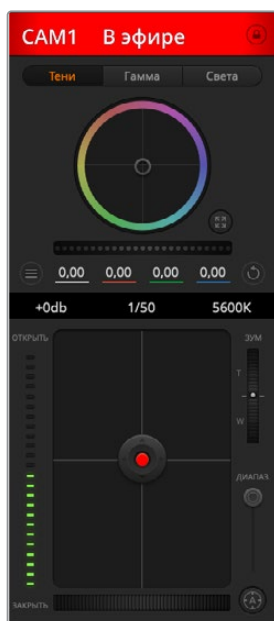 CAM1 В эфире
Тени Гамма Света
0,00 0,00 0,00 0,00
+0db 1/50 5600K
ОТКРЫТЬ ЗУМ
T
W
ДИАПАЗ.
ЗАКРЫТЬ A